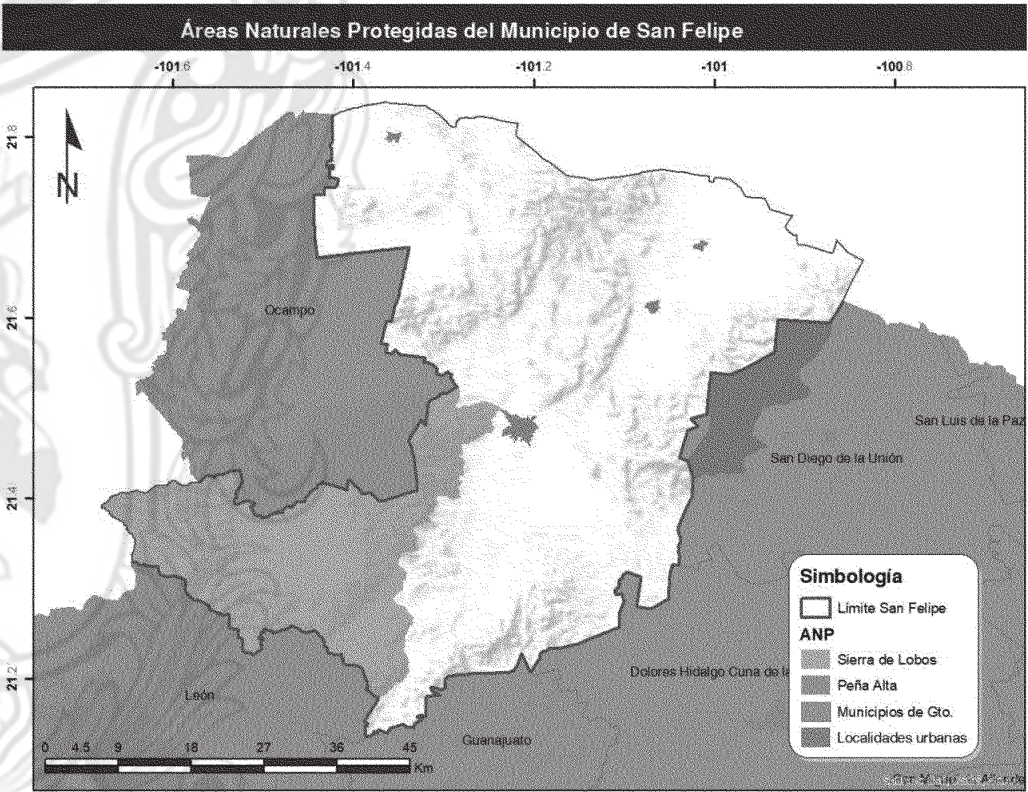 Áreas Naturales Protegidas del Municipio de San Felipe
-101.6 -101.4 -101.2 -101 -100.8
21.8
21.6
21.4
21.2
N
Ocampo
San Luis de la Paz
San Diego de la Unión
Dolores Hidalgo Cuna de la
León
Guanajuato
Simbología
Límite San Felipe
ANP
Sierra de Lobos
Peña Alta
Municipios de Gto.
Localidades urbanas
0 4.5 9 18 27 36 45
Km